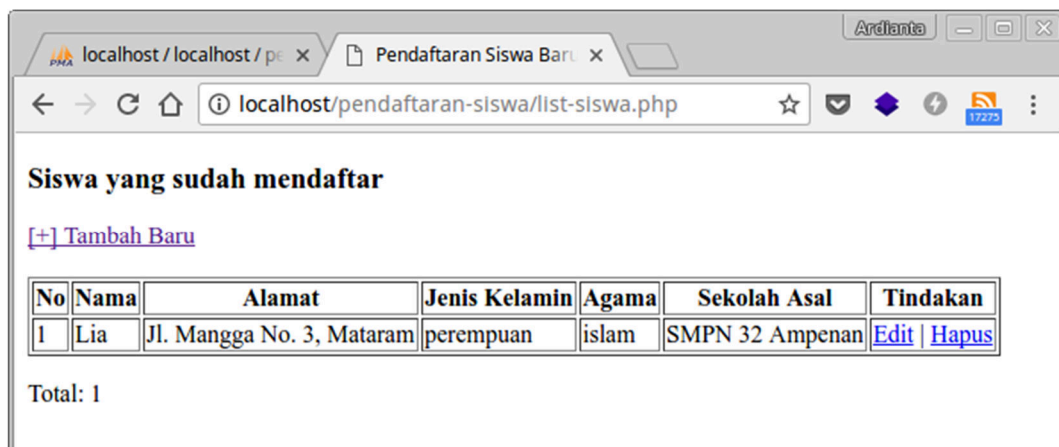 Ardianta
PMA localhost / localhost / pe
Pendaftaran Siswa Baru
localhost/pendaftaran-siswa/list-siswa.php
17275
Siswa yang sudah mendaftar
[+] Tambah Baru
No Nama Alamat Jenis Kelamin Agama Sekolah Asal Tindakan
1 Lia Jl. Mangga No. 3, Mataram perempuan islam SMPN 32 Ampenan Edit | Hapus
Total: 1